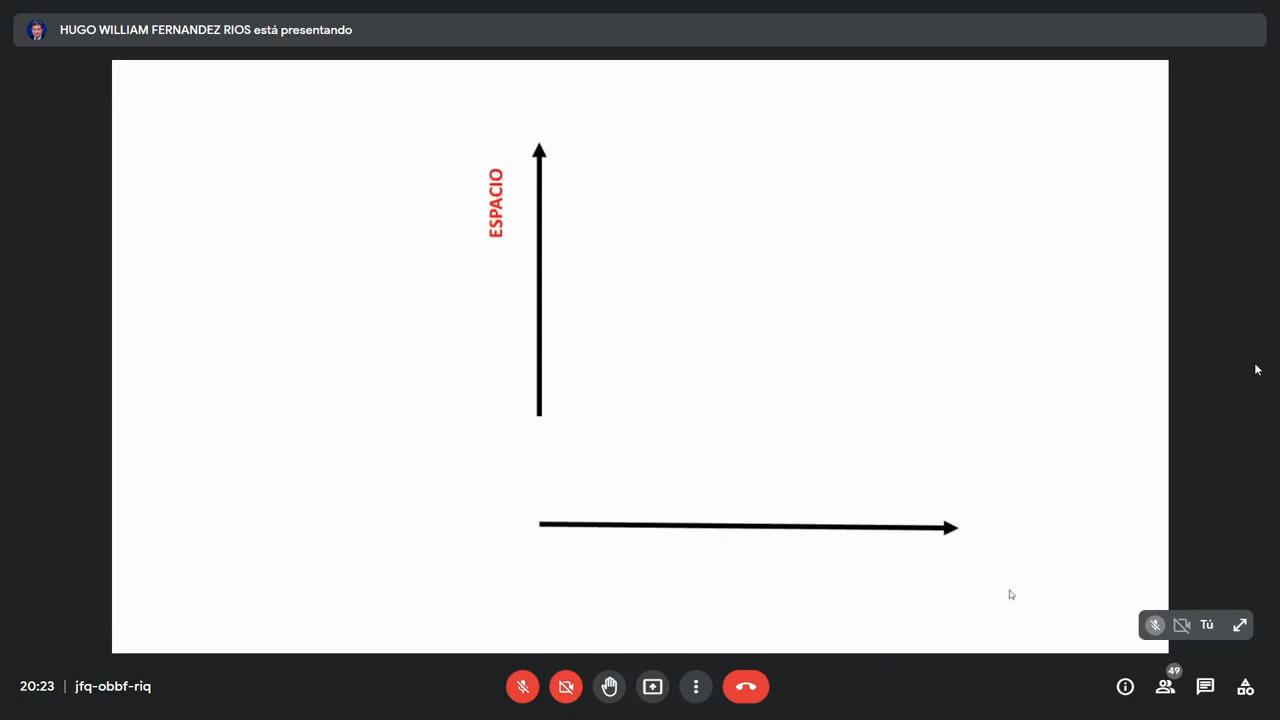 HUGO WILLIAM FERNANDEZ RIOS está presentando
ESPACIO
Tú
20:23 | jfq-obbf-riq
49